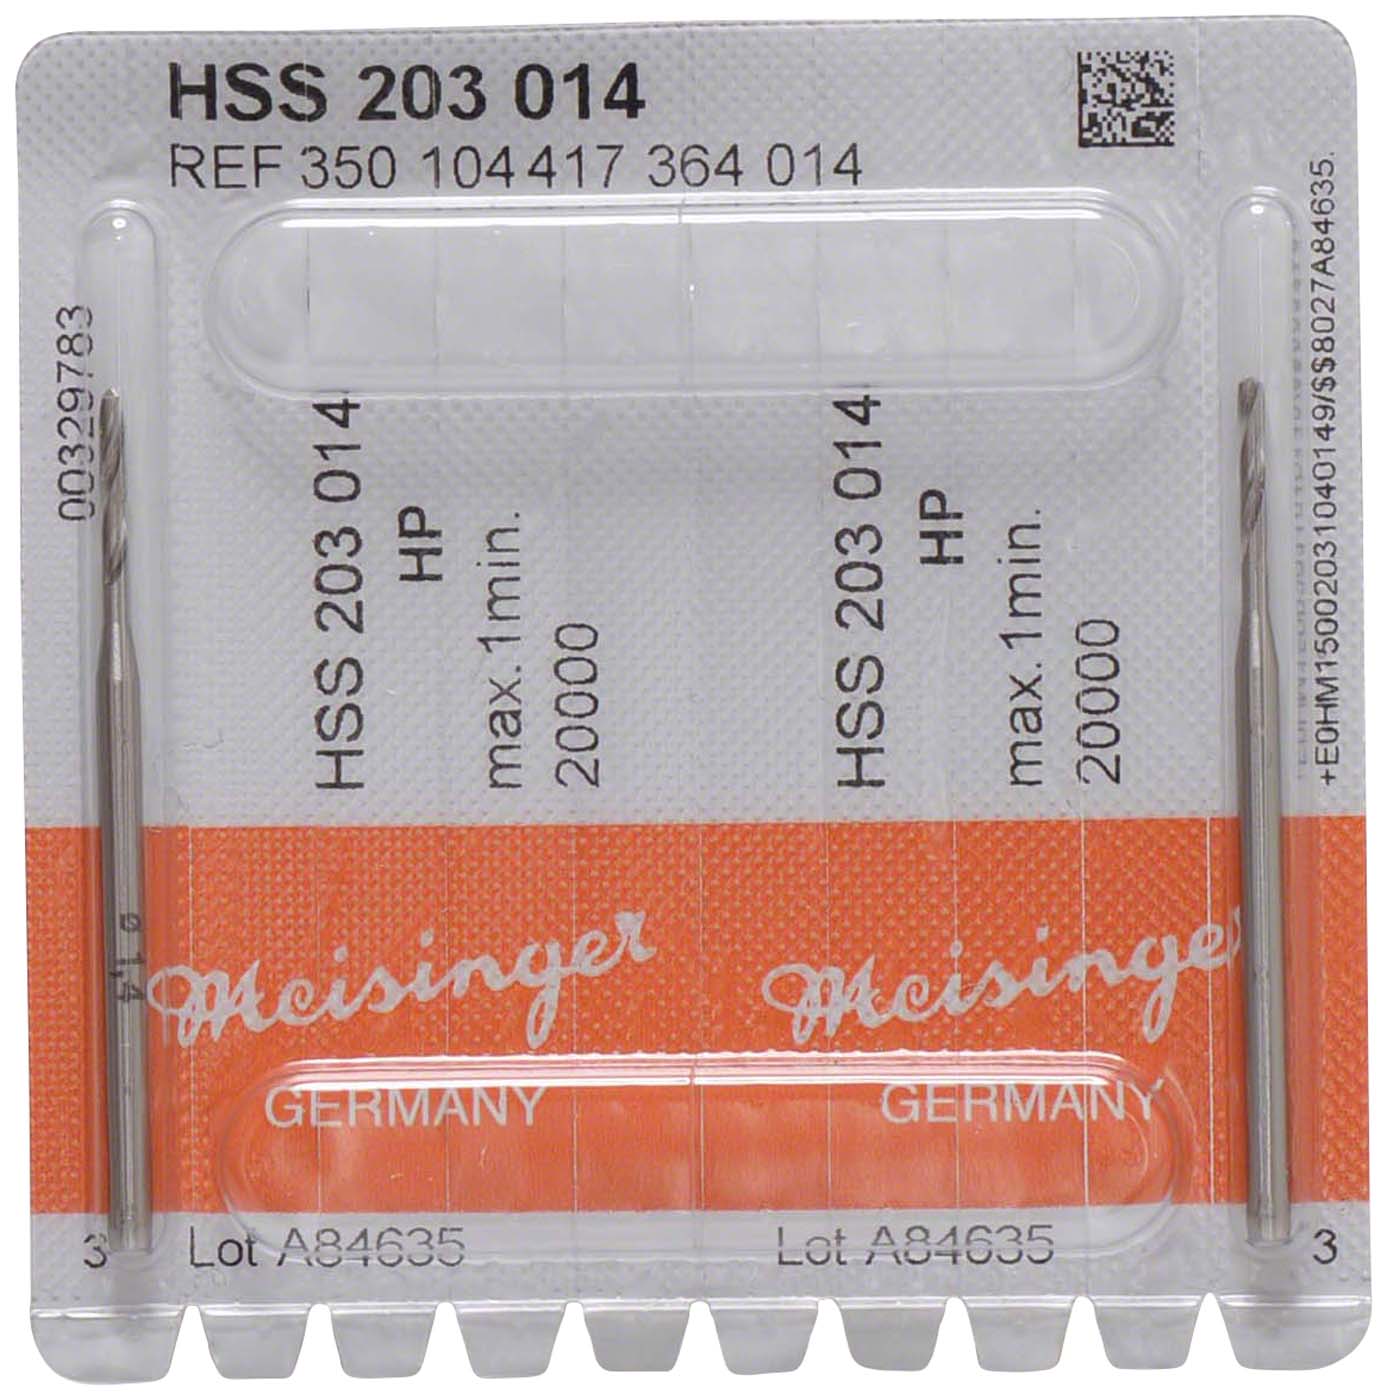 HSS 203 014
REF 350 104 417 364 014
00329783
HSS 203 014
HP
max. 1min.
20000
HSS 203 014
HP
max. 1min.
20000
+E0HM15002031040149/$$8027A84635.
ø 1,4
Meisinger
GERMANY
Meisinger
GERMANY
3
Lot A84635
Lot A84635
3